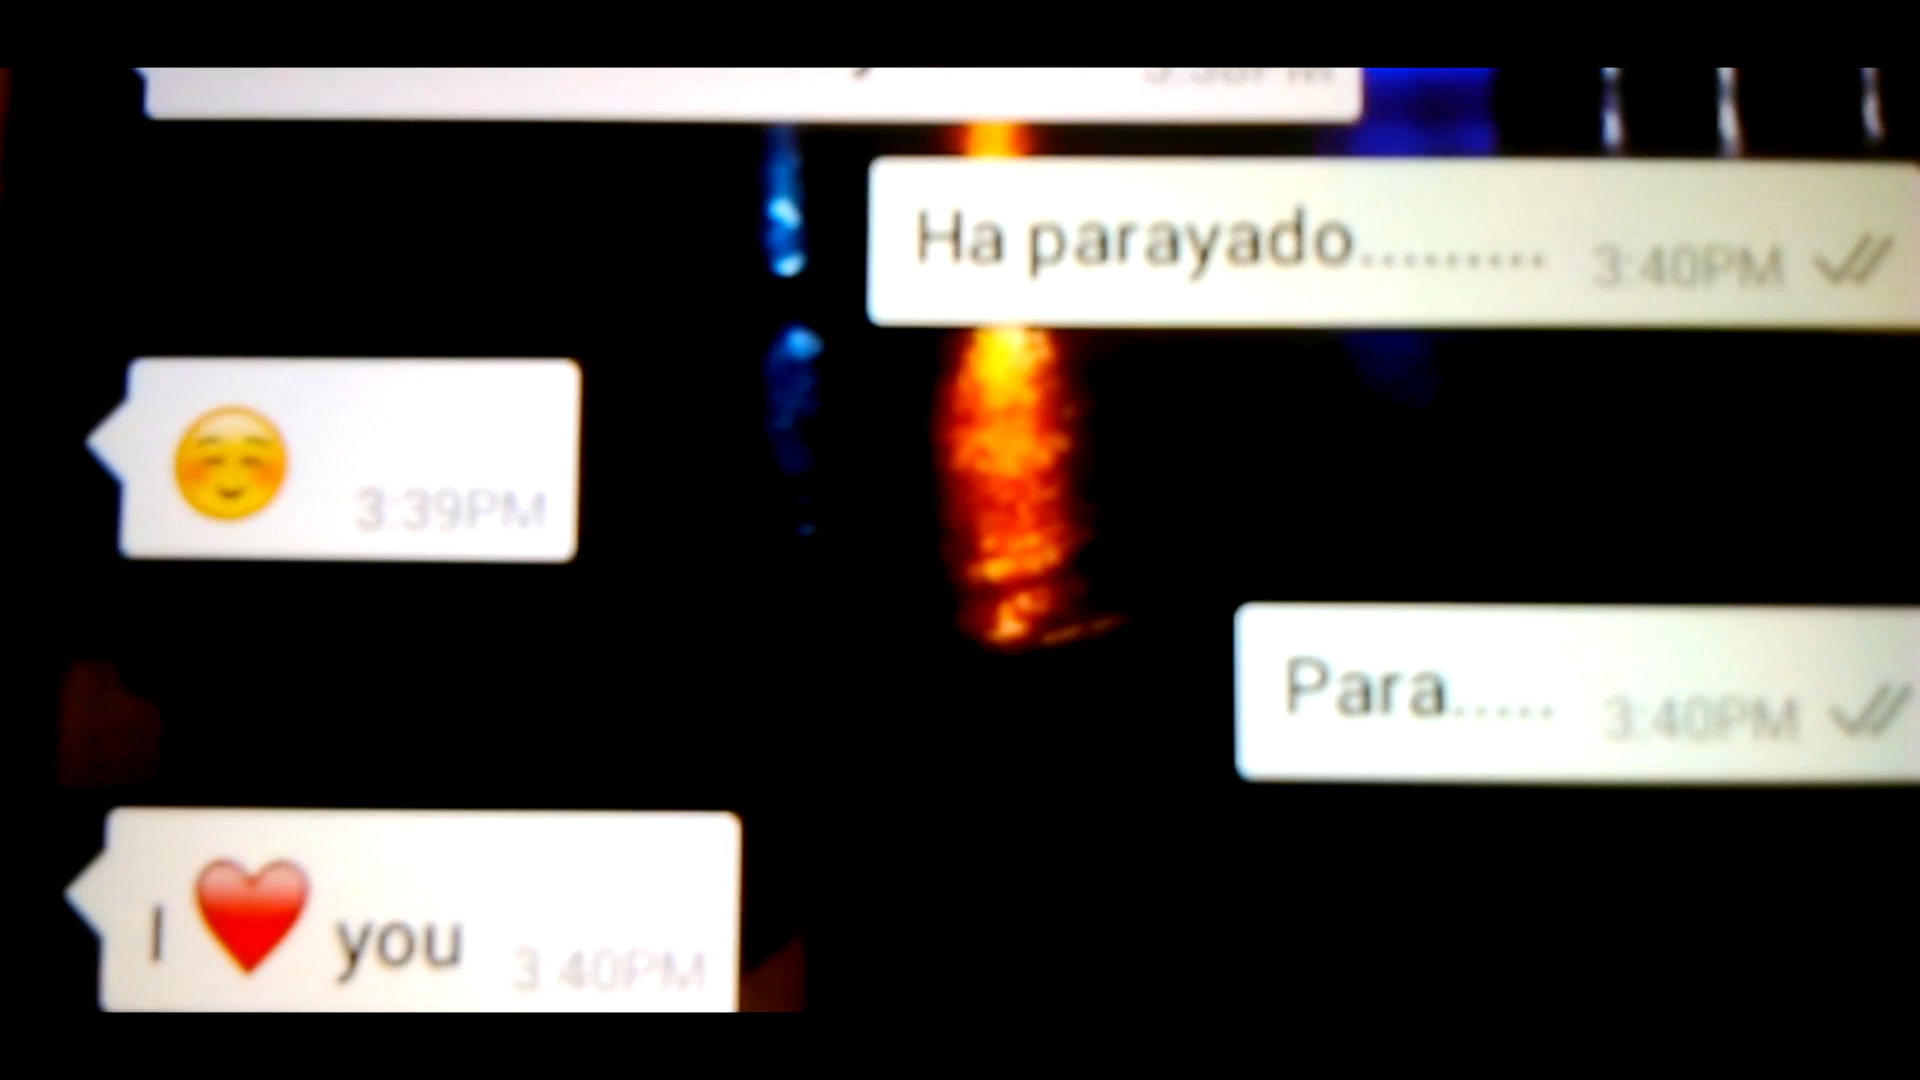 Ha parayado......... 3:40PM
3:39PM
Para..... 3:40PM
I ❤ you 3:40PM